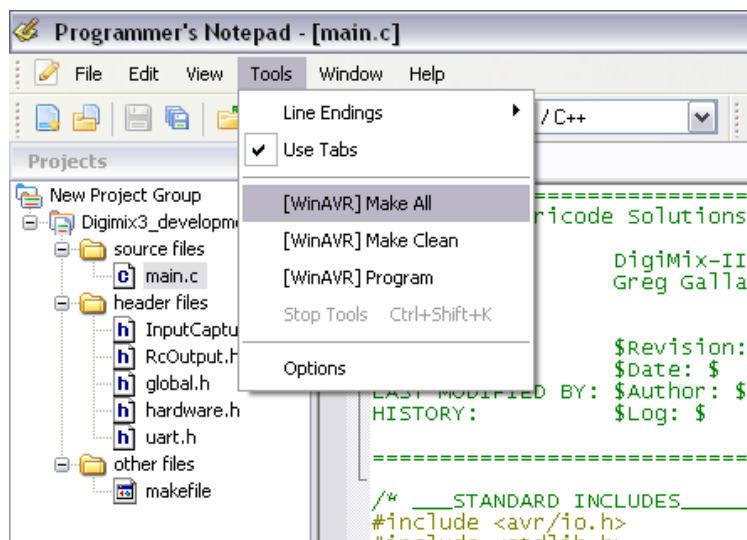 Programmer's Notepad - [main.c]
File Edit View Tools Window Help
/ C++
Line Endings
Use Tabs
[WinAVR] Make All
[WinAVR] Make Clean
[WinAVR] Program
Stop Tools Ctrl+Shift+K
Options
Projects
New Project Group
Digimix3_developm
source files
main.c
header files
InputCaptu
RcOutput.h
global.h
hardware.h
uart.h
other files
makefile
==========================
ricode Solutions
DigiMix-II
Greg Galla
$Revision:
$Date: $
LAST MODIFIED BY: $Author: $
HISTORY: $Log: $
==============================
/* ___STANDARD INCLUDES_____
#include <avr/io.h>
#include <stdlib.h>